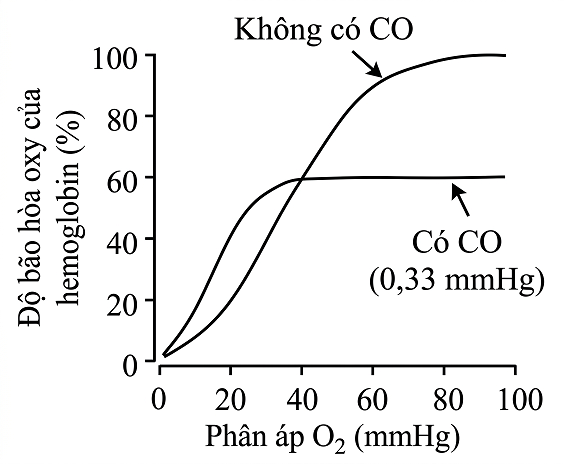 Không có CO
Độ bão hòa oxy của
hemoglobin (%)
100
80
60
40
20
0
Có CO
(0,33 mmHg)
0 20 40 60 80 100
Phân áp O₂ (mmHg)